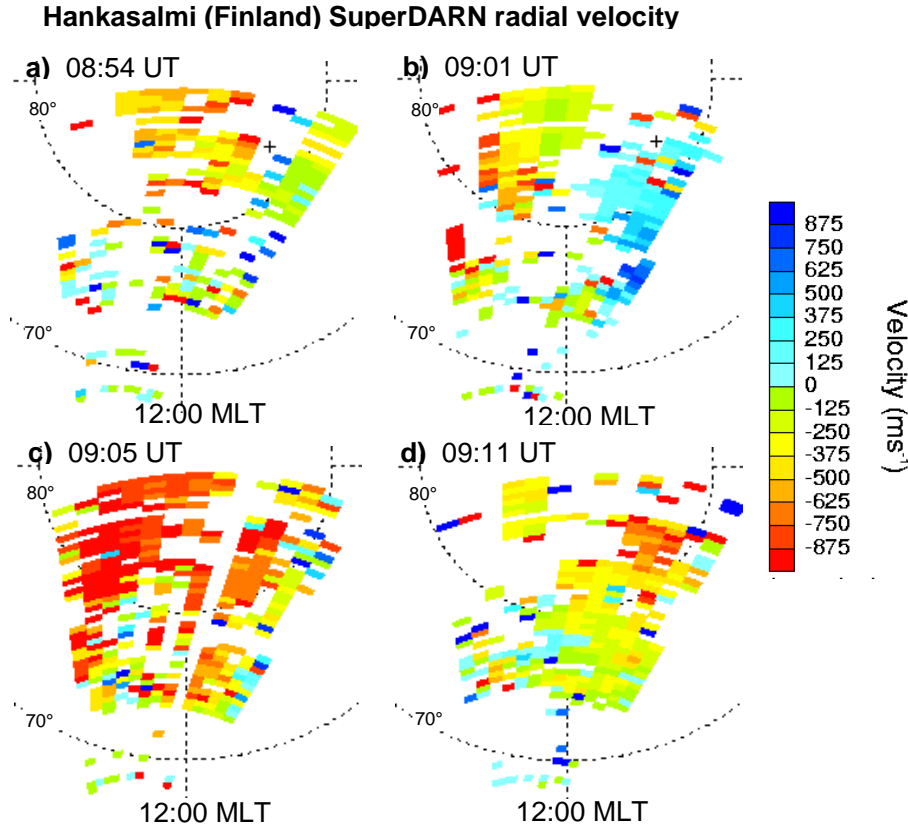 Hankasalmi (Finland) SuperDARN radial velocity
a) 08:54 UT
b) 09:01
80°
80°
70°
70°
12:00 MLT
12:00 MLT
875
750
625
500
375
250
125
0
-125
-250
-375
-500
-625
-750
-875
Velocity (ms⁻¹)
c) 09:05 UT
d) 09:11 UT
80°
80°
70°
70°
12:00 MLT
12:00 MLT